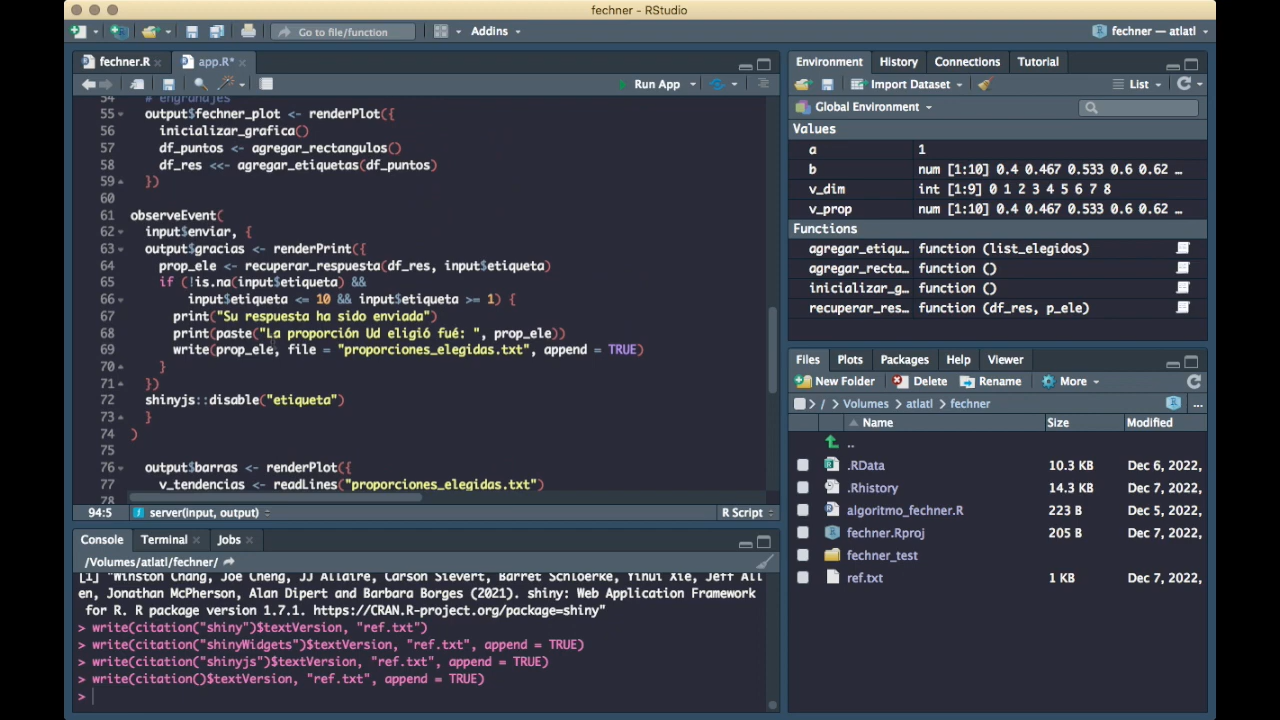 fechner - RStudio
Go to file/function
Addins
fechner — atlatl
fechner.R
app.R*
Run App
54 # engranajes
55 output$fechner_plot <- renderPlot({
56 inicializar_grafica()
57 df_puntos <- agregar_rectangulos()
58 df_res <<- agregar_etiquetas(df_puntos)
59 })
60
61 observeEvent(
62 input$enviar, {
63 output$gracias <- renderPrint({
64 prop_ele <- recuperar_respuesta(df_res, input$etiqueta)
65 if (!is.na(input$etiqueta) &&
66 input$etiqueta <= 10 && input$etiqueta >= 1) {
67 print("Su respuesta ha sido enviada")
68 print(paste("La proporción Ud eligió fué: ", prop_ele))
69 write(prop_ele, file = "proporciones_elegidas.txt", append = TRUE)
70 }
71 })
72 shinyjs::disable("etiqueta")
73 }
74 )
75
76 output$barras <- renderPlot({
77 v_tendencias <- readLines("proporciones_elegidas.txt")
78
94:5 server(input, output) R Script
Console Terminal Jobs
/Volumes/atlatl/fechner/
[1] "Winston Chang, Joe Cheng, JJ Allaire, Carson Sievert, Barret Schloerke, Yihui Xie, Jeff All
en, Jonathan McPherson, Alan Dipert and Barbara Borges (2021). shiny: Web Application Framework
for R. R package version 1.7.1. https://CRAN.R-project.org/package=shiny"
> write(citation("shiny")$textVersion, "ref.txt")
> write(citation("shinyWidgets")$textVersion, "ref.txt", append = TRUE)
> write(citation("shinyjs")$textVersion, "ref.txt", append = TRUE)
> write(citation()$textVersion, "ref.txt", append = TRUE)
>
Environment History Connections Tutorial
Import Dataset
List
Global Environment
Values
a 1
b num [1:10] 0.4 0.467 0.533 0.6 0.62 …
v_dim int [1:9] 0 1 2 3 4 5 6 7 8
v_prop num [1:10] 0.4 0.467 0.533 0.6 0.62 …
Functions
agregar_etiqu… function (list_elegidos)
agregar_recta… function ()
inicializar_g… function ()
recuperar_res… function (df_res, p_ele)
Files Plots Packages Help Viewer
New Folder Delete Rename More
/ Volumes atlatl fechner ...
Name Size Modified
..
.RData 10.3 KB Dec 6, 2022,
.Rhistory 14.3 KB Dec 7, 2022,
algoritmo_fechner.R 223 B Dec 5, 2022,
fechner.Rproj 205 B Dec 7, 2022,
fechner_test
ref.txt 1 KB Dec 7, 2022,